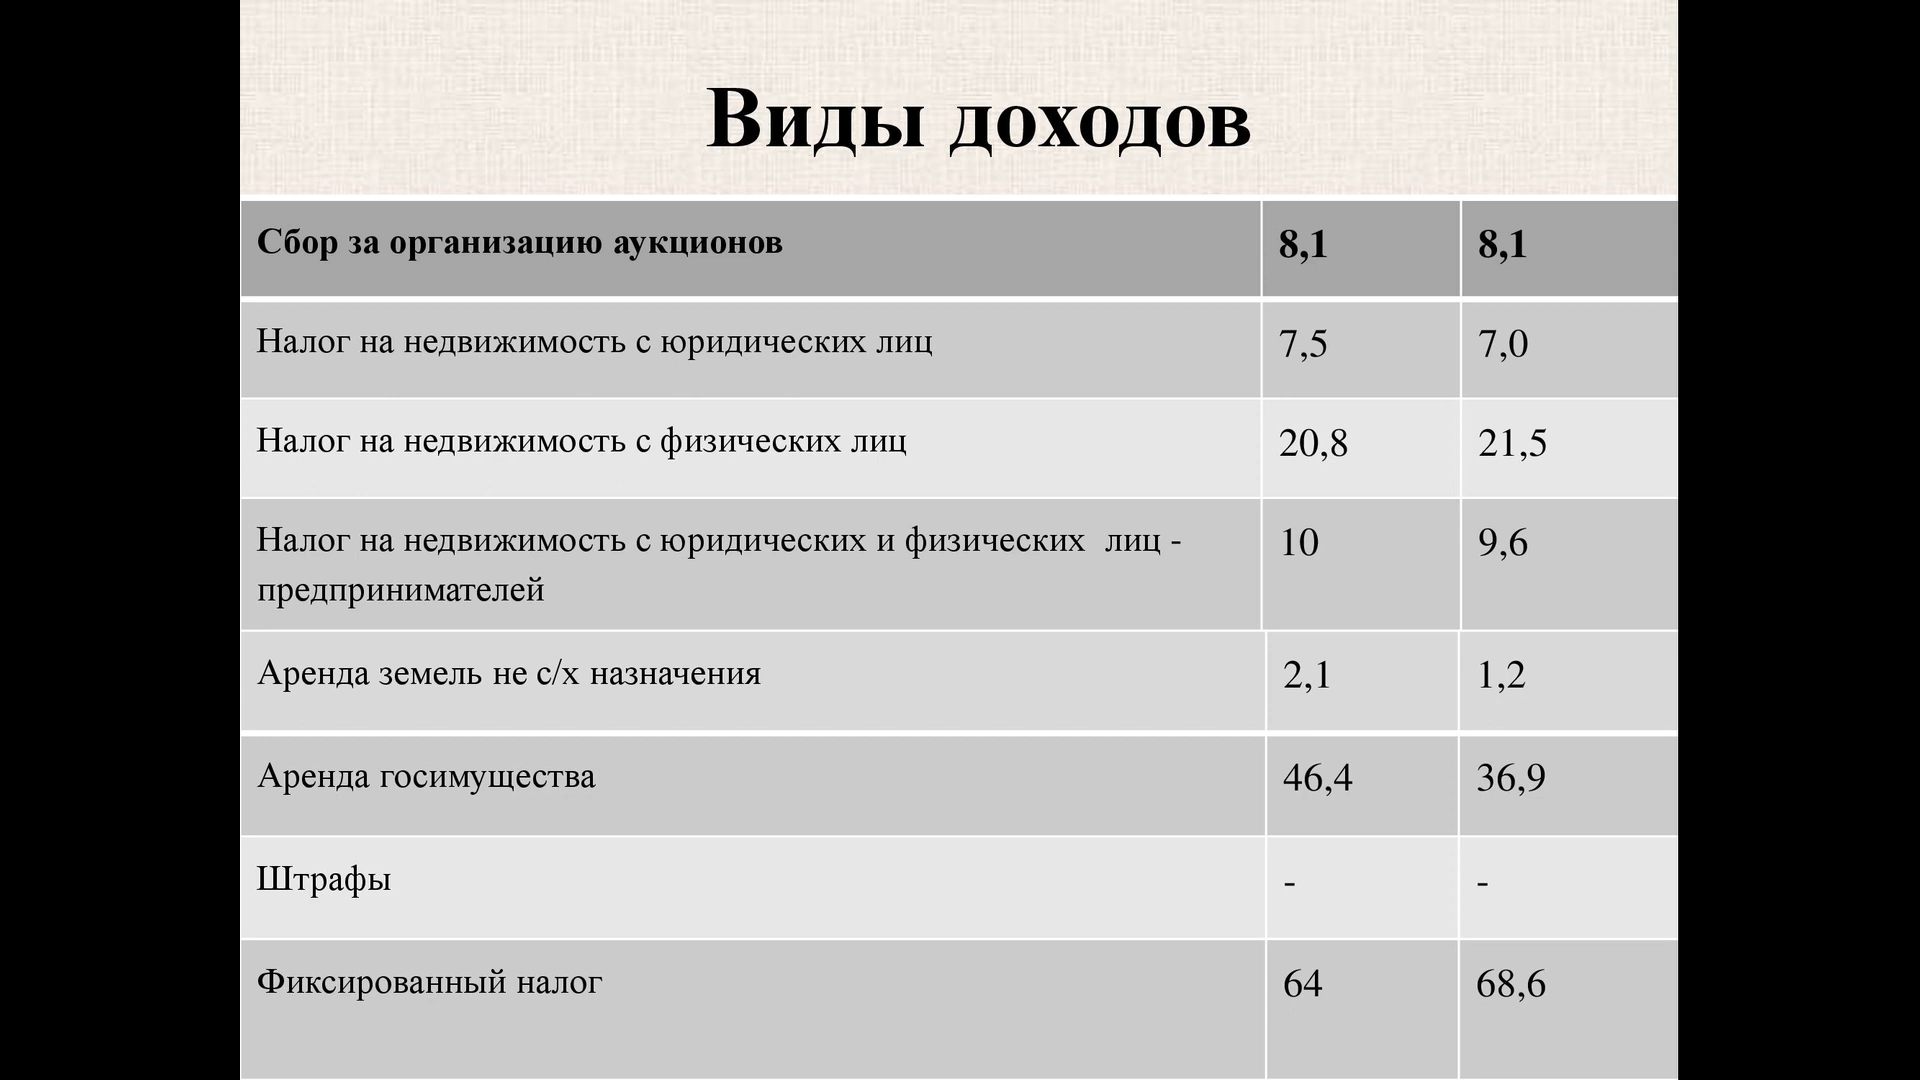 Виды доходов
Сбор за организацию аукционов 8,1 8,1
Налог на недвижимость с юридических лиц 7,5 7,0
Налог на недвижимость с физических лиц 20,8 21,5
Налог на недвижимость с юридических и физических  лиц - 10 9,6
предпринимателей
Аренда земель не с/х назначения 2,1 1,2
Аренда госимущества 46,4 36,9
Штрафы - -
Фиксированный налог 64 68,6